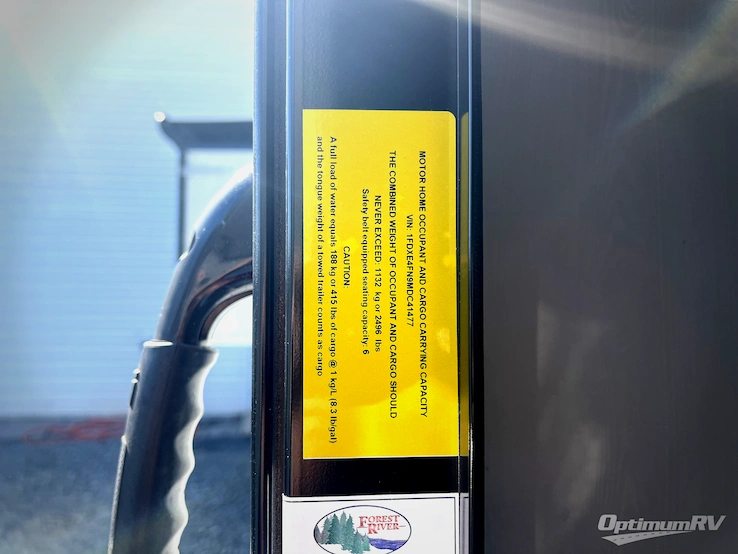 MOTOR HOME OCCUPANT AND CARGO CARRYING CAPACITY
VIN: 1FDXE4FN9MDC41477
THE COMBINED WEIGHT OF OCCUPANT AND CARGO SHOULD
NEVER EXCEED: 1132 kg or 2496 lbs
Safety belt equipped seating capacity: 6
CAUTION:
A full load of water equals 188 kg or 415 lbs of cargo @ 1 kg/L (8.3 lb/gal)
and the tongue weight of a towed trailer counts as cargo
FOREST
RIVER
OptimumRV